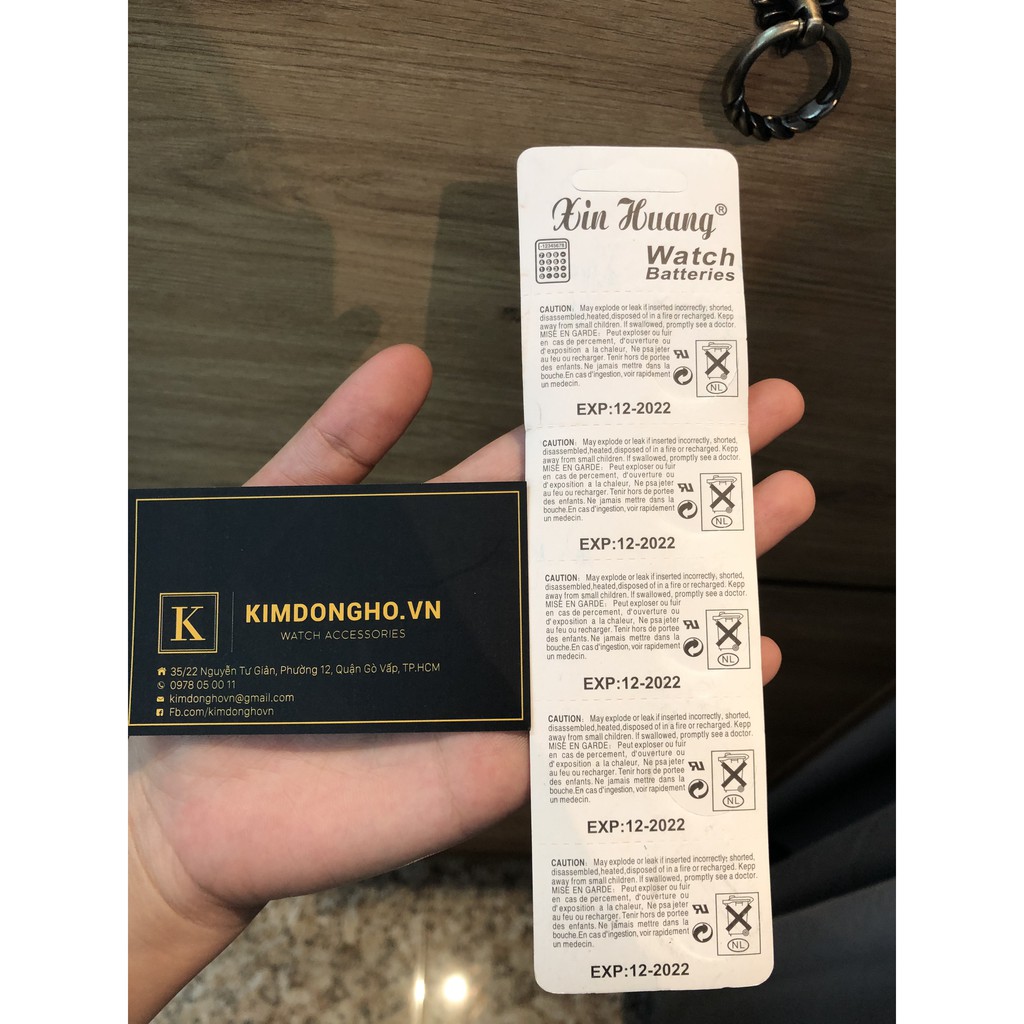 Xin Huang®
-12345678
Watch
Batteries
CAUTION: May explode or leak if inserted incorrectly, shorted,
disassembled,heated,disposed of in a fire or recharged. Kepp
away from small children. If swallowed, promptly see a doctor.
MISE EN GARDE: Peut exploser ou fuir
en cas de percement, d'ouverture ou
d'exposition a la chaleur, Ne psa jeter
au feu ou recharger. Tenir hors de portee
des enfants. Ne jamais mettre dans la
bouche.En cas d'ingestion, voir rapidement
un medecin.
NL
EXP:12-2022
CAUTION: May explode or leak if inserted incorrectly, shorted,
disassembled,heated,disposed of in a fire or recharged. Kepp
away from small children. If swallowed, promptly see a doctor.
MISE EN GARDE: Peut exploser ou fuir
en cas de percement, d'ouverture ou
d'exposition a la chaleur, Ne psa jeter
au feu ou recharger. Tenir hors de portee
des enfants. Ne jamais mettre dans la
bouche.En cas d'ingestion, voir rapidement
un medecin.
NL
EXP:12-2022
CAUTION: May explode or leak if inserted incorrectly, shorted,
disassembled,heated,disposed of in a fire or recharged. Kepp
away from small children. If swallowed, promptly see a doctor.
MISE EN GARDE: Peut exploser ou fuir
en cas de percement, d'ouverture ou
d'exposition a la chaleur, Ne psa jeter
au feu ou recharger. Tenir hors de portee
des enfants. Ne jamais mettre dans la
bouche.En cas d'ingestion, voir rapidement
un medecin.
NL
EXP:12-2022
CAUTION: May explode or leak if inserted incorrectly, shorted,
disassembled,heated,disposed of in a fire or recharged. Kepp
away from small children. If swallowed, promptly see a doctor.
MISE EN GARDE: Peut exploser ou fuir
en cas de percement, d'ouverture ou
d'exposition a la chaleur, Ne psa jeter
au feu ou recharger. Tenir hors de portee
des enfants. Ne jamais mettre dans la
bouche.En cas d'ingestion, voir rapidement
un medecin.
NL
EXP:12-2022
CAUTION: May explode or leak if inserted incorrectly, shorted,
disassembled,heated,disposed of in a fire or recharged. Kepp
away from small children. If swallowed, promptly see a doctor.
MISE EN GARDE: Peut exploser ou fuir
en cas de percement, d'ouverture ou
d'exposition a la chaleur, Ne psa jeter
au feu ou recharger. Tenir hors de portee
des enfants. Ne jamais mettre dans la
bouche.En cas d'ingestion, voir rapidement
un medecin.
NL
EXP:12-2022
K
KIMDONGHO.VN
WATCH ACCESSORIES
35/22 Nguyễn Tư Giản, Phường 12, Quận Gò Vấp, TP.HCM
0978 05 00 11
kimdonghovn@gmail.com
Fb.com/kimdonghovn